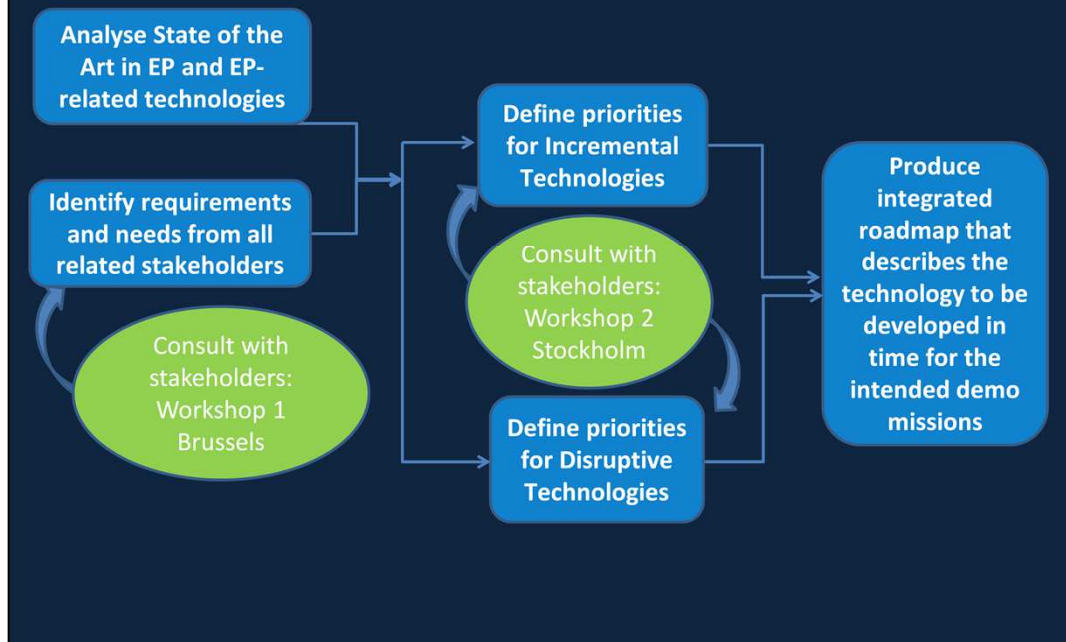 Analyse State of the
Art in EP and EP-
related technologies
Identify requirements
and needs from all
related stakeholders
Consult with
stakeholders:
Workshop 1
Brussels
Define priorities
for Incremental
Technologies
Consult with
stakeholders:
Workshop 2
Stockholm
Define priorities
for Disruptive
Technologies
Produce
integrated
roadmap that
describes the
technology to be
developed in
time for the
intended demo
missions